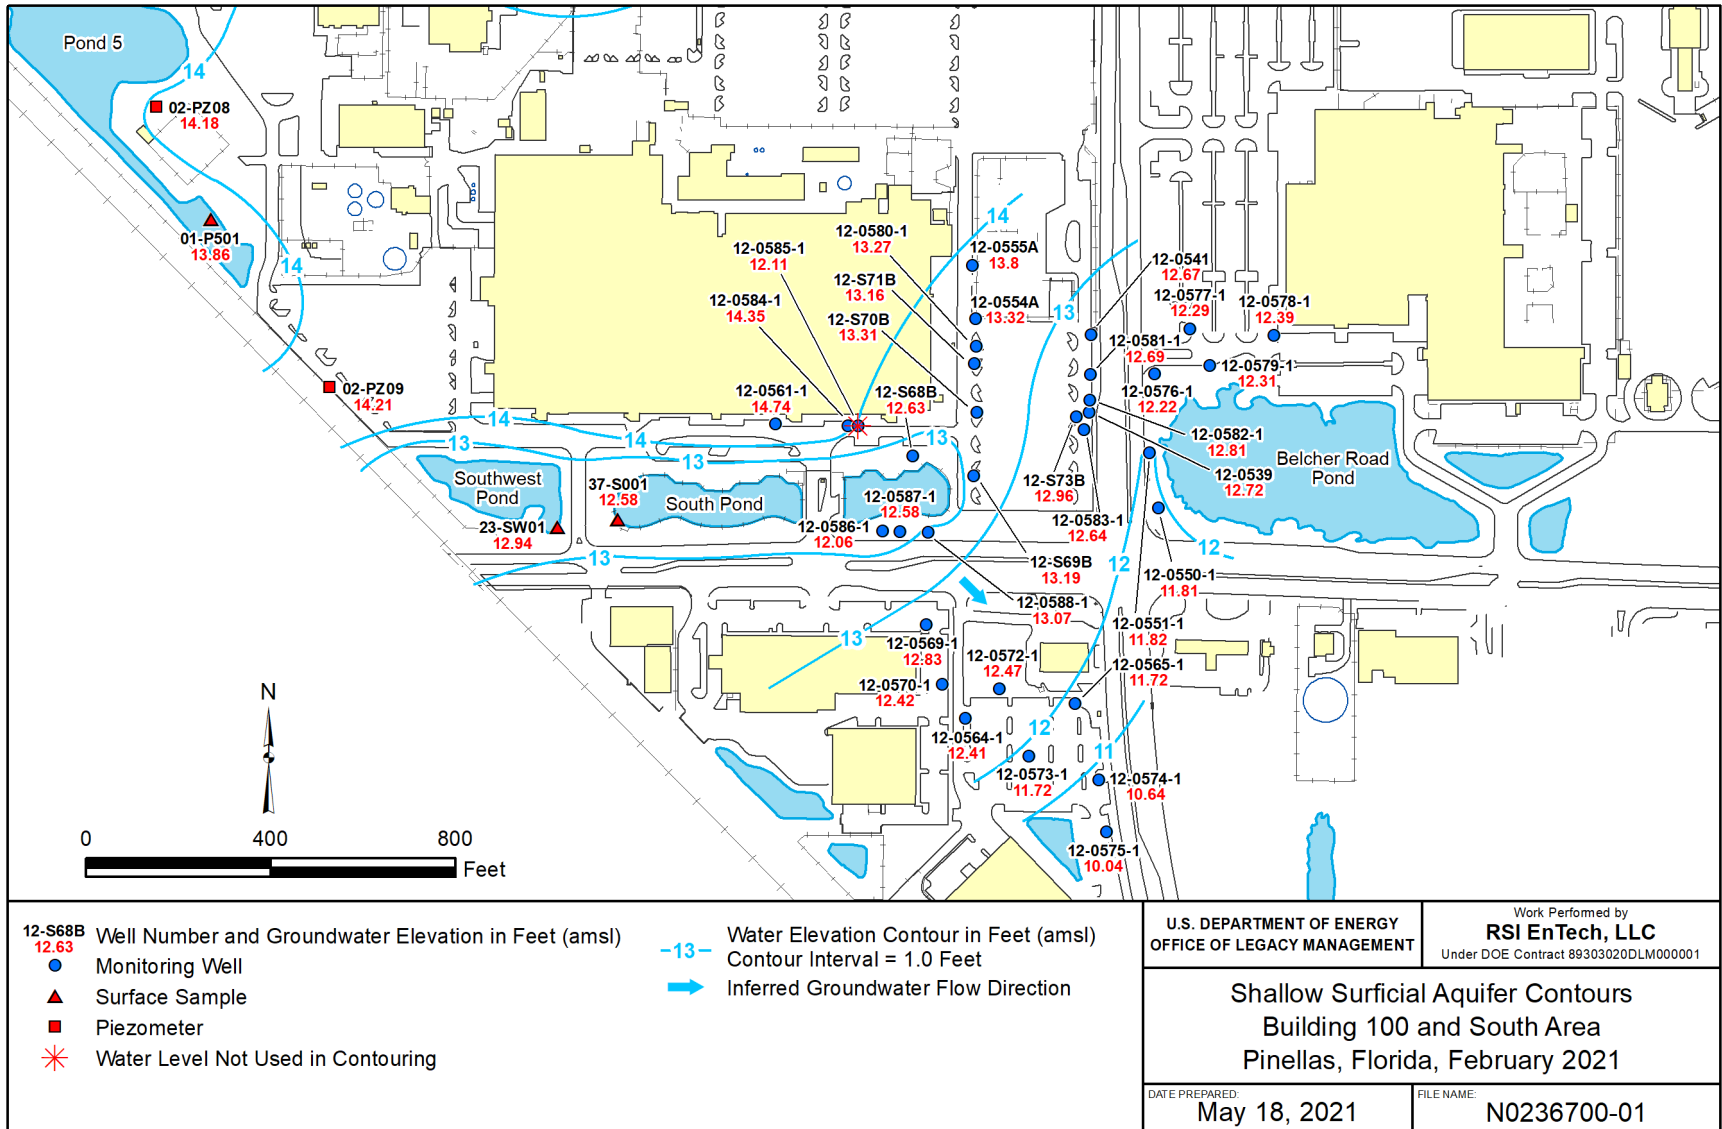 Pond 5
14
02-PZ08
14.18
01-P501
13.86
14
14
12-0580-1
13.27
12-0585-1
12.11
12-0555A
13.8
12-S71B
13.16
12-0584-1
14.35
12-0554A
13.32
12-S70B
13.31
13
12-0541
12.67
12-0577-1
12.29
12-0578-1
12.39
12-0581-1
12.69
12-0579-1
12.31
12-0576-1
12.22
02-PZ09
14.21
12-0561-1
14.74
12-S68B
12.63
14
13
14
13
13
12-0582-1
12.81
12-0539
12.72
Belcher Road
Pond
Southwest
Pond
37-S001
12.58
South Pond
12-0587-1
12.58
12-S73B
12.96
23-SW01
12.94
12-0586-1
12.06
12-0583-1
12.64
13
12
12
12-S69B
13.19
12-0550-1
11.81
12-0588-1
13.07
12-0551-1
11.82
13
12-0569-1
12.83
12-0572-1
12.47
12-0565-1
11.72
12-0570-1
12.42
12
12-0564-1
12.41
11
12-0573-1
11.72
12-0574-1
10.64
12-0575-1
10.04
N
0 400 800
Feet
12-S68B
12.63
Well Number and Groundwater Elevation in Feet (amsl)
Monitoring Well
Surface Sample
Piezometer
Water Level Not Used in Contouring
13
Water Elevation Contour in Feet (amsl)
Contour Interval = 1.0 Feet
Inferred Groundwater Flow Direction
U.S. DEPARTMENT OF ENERGY
OFFICE OF LEGACY MANAGEMENT
Work Performed by
RSI EnTech, LLC
Under DOE Contract 89303020DLM000001
Shallow Surficial Aquifer Contours
Building 100 and South Area
Pinellas, Florida, February 2021
DATE PREPARED:
May 18, 2021
FILE NAME:
N0236700-01